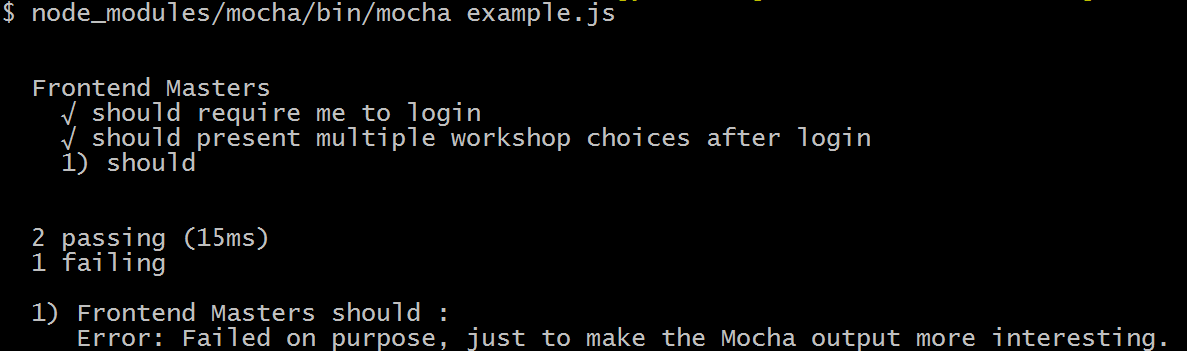 $ node_modules/mocha/bin/mocha example.js
Frontend Masters
√ should require me to login
√ should present multiple workshop choices after login
1) should
2 passing (15ms)
1 failing
1) Frontend Masters should :
Error: Failed on purpose, just to make the Mocha output more interesting.